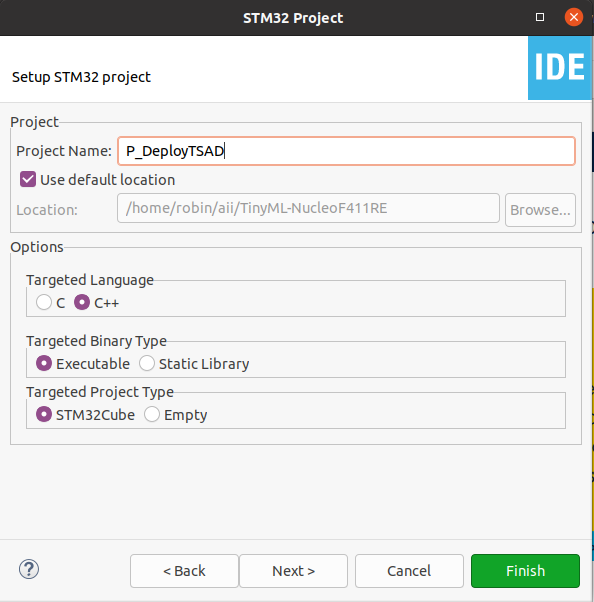 STM32 Project
Setup STM32 project
IDE
Project
Project Name: P_DeployTSAD
Use default location
Location: /home/robin/aii/TinyML-NucleoF411RE Browse...
Options
Targeted Language
C C++
Targeted Binary Type
Executable Static Library
Targeted Project Type
STM32Cube Empty
? < Back Next > Cancel Finish